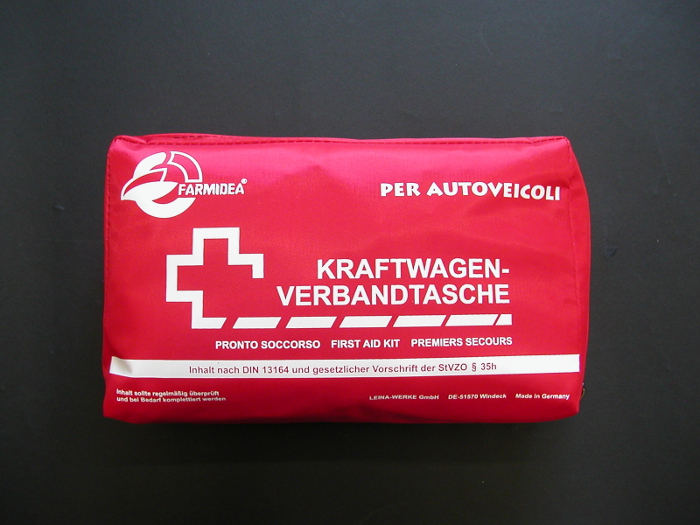 FARMIDEA®
PER AUTOVEICOLI
KRAFTWAGEN-
VERBANDTASCHE
PRONTO SOCCORSO FIRST AID KIT PREMIERS SECOURS
Inhalt nach DIN 13164 und gesetzlicher Vorschrift der StVZO § 35h
Inhalt sollte regelmäßig überprüft
und bei Bedarf komplettiert werden
LEINA-WERKE GmbH DE-51570 Windeck Made in Germany